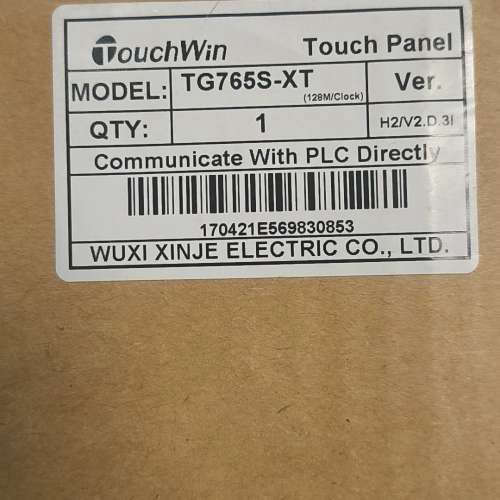 TouchWin Touch Panel
MODEL: TG765S-XT (128M/Clock) Ver.
QTY: 1 H2/V2.D.3I
Communicate With PLC Directly
170421E569830853
WUXI XINJE ELECTRIC CO., LTD.